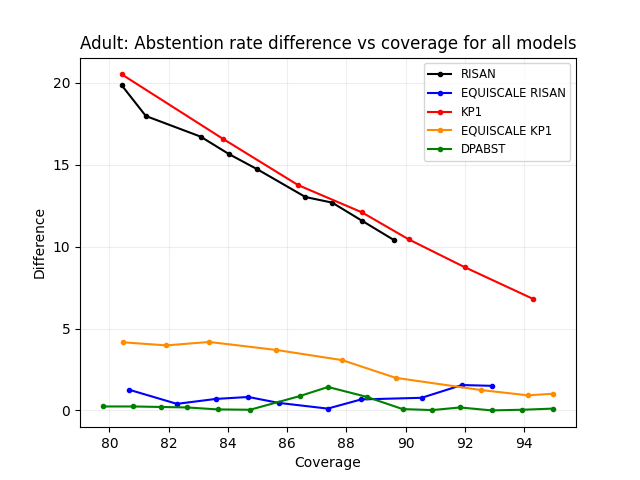 Adult: Abstention rate difference vs coverage for all models
RISAN
EQUISCALE RISAN
KP1
EQUISCALE KP1
DPABST
Difference
20
15
10
5
0
80 82 84 86 88 90 92 94
Coverage